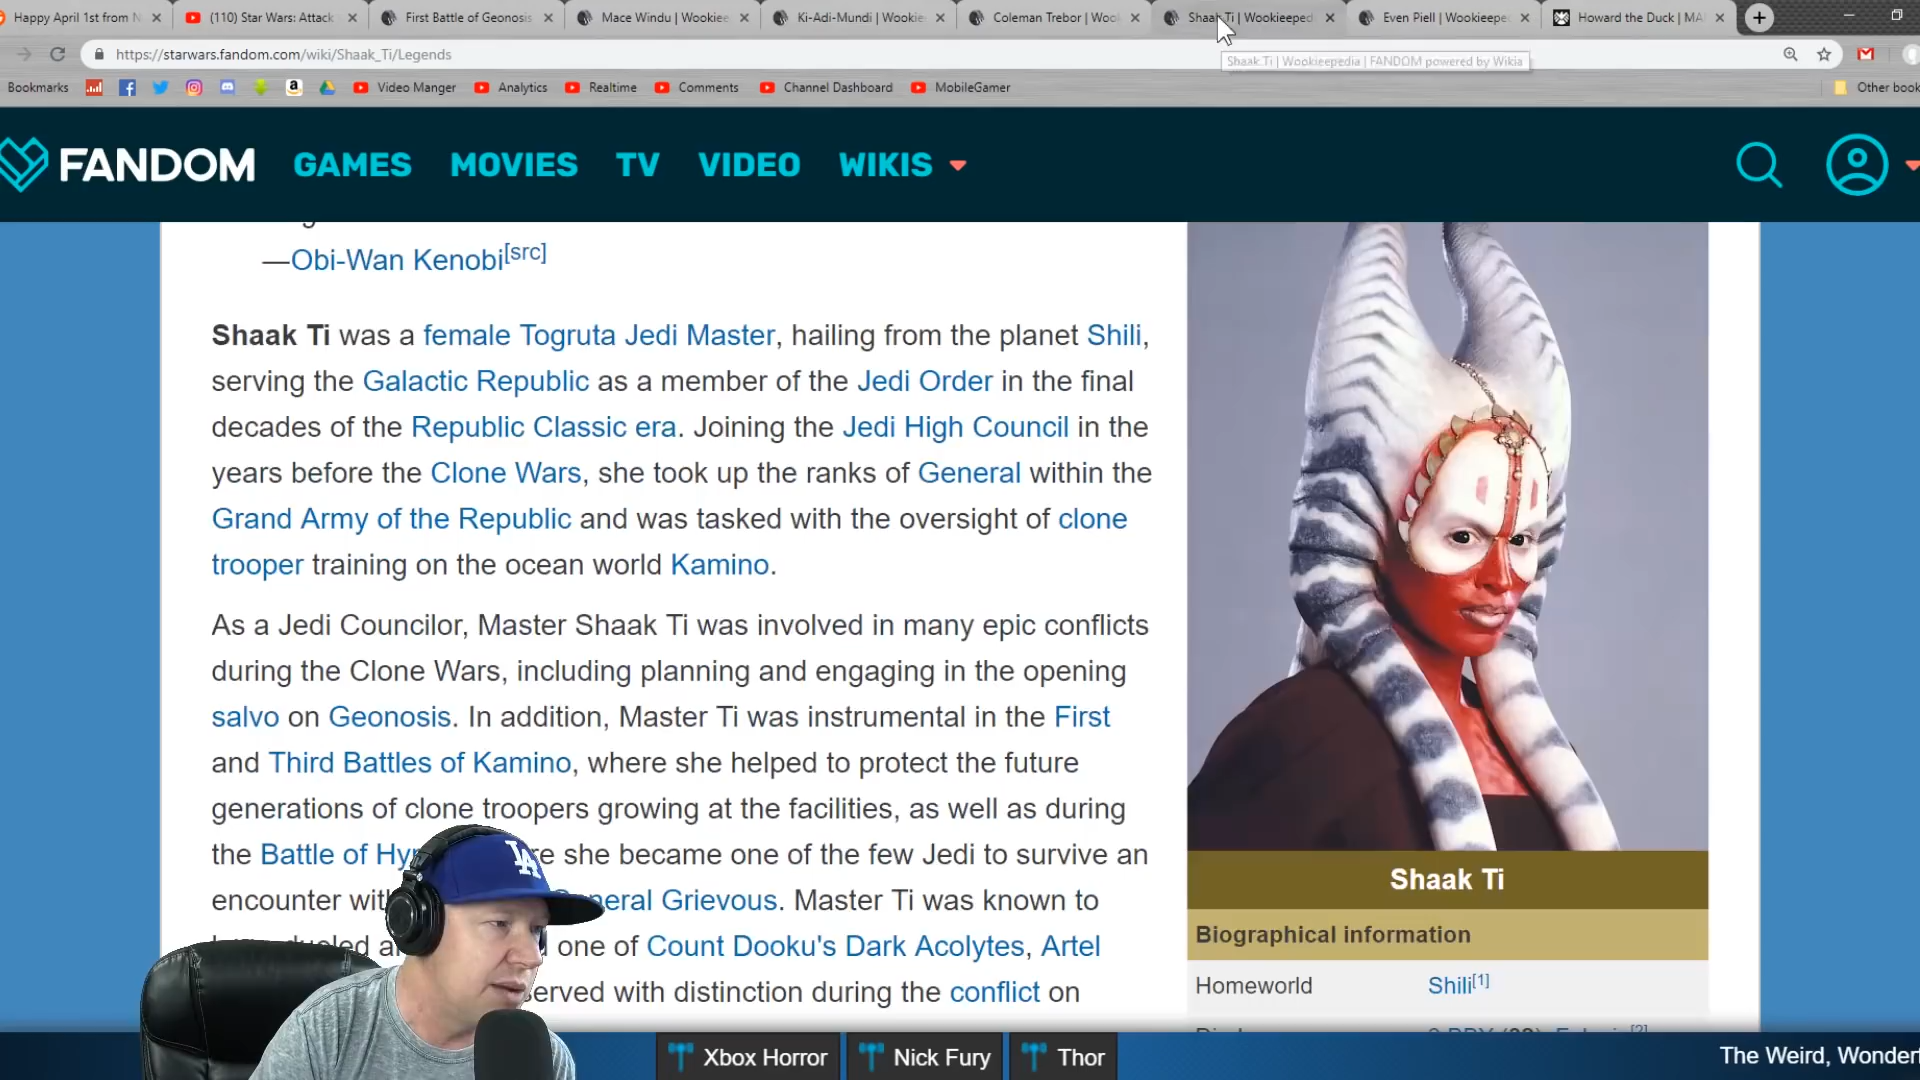 Happy April 1st from N
(110) Star Wars: Attack
First Battle of Geonosis
Mace Windu | Wookiee
Ki-Adi-Mundi | Wookie
Coleman Trebor | Woo
Shaak Ti | Wookieeped
Even Piell | Wookieepe
Howard the Duck | MA
https://starwars.fandom.com/wiki/Shaak_Ti/Legends
Shaak Ti | Wookieepedia | FANDOM powered by Wikia
Bookmarks
Video Manger
Analytics
Realtime
Comments
Channel Dashboard
MobileGamer
Other book
FANDOM
GAMES
MOVIES
TV
VIDEO
WIKIS
—Obi-Wan Kenobi[src]
Shaak Ti was a female Togruta Jedi Master, hailing from the planet Shili,
serving the Galactic Republic as a member of the Jedi Order in the final
decades of the Republic Classic era. Joining the Jedi High Council in the
years before the Clone Wars, she took up the ranks of General within the
Grand Army of the Republic and was tasked with the oversight of clone
trooper training on the ocean world Kamino.
As a Jedi Councilor, Master Shaak Ti was involved in many epic conflicts
during the Clone Wars, including planning and engaging in the opening
salvo on Geonosis. In addition, Master Ti was instrumental in the First
and Third Battles of Kamino, where she helped to protect the future
generations of clone troopers growing at the facilities, as well as during
the Battle of Hy she became one of the few Jedi to survive an
encounter wit Grievous. Master Ti was known to
one of Count Dooku's Dark Acolytes, Artel
served with distinction during the conflict on
Shaak Ti
Biographical information
Homeworld
Shili[1]
LA
Xbox Horror
Nick Fury
Thor
The Weird, Wonder